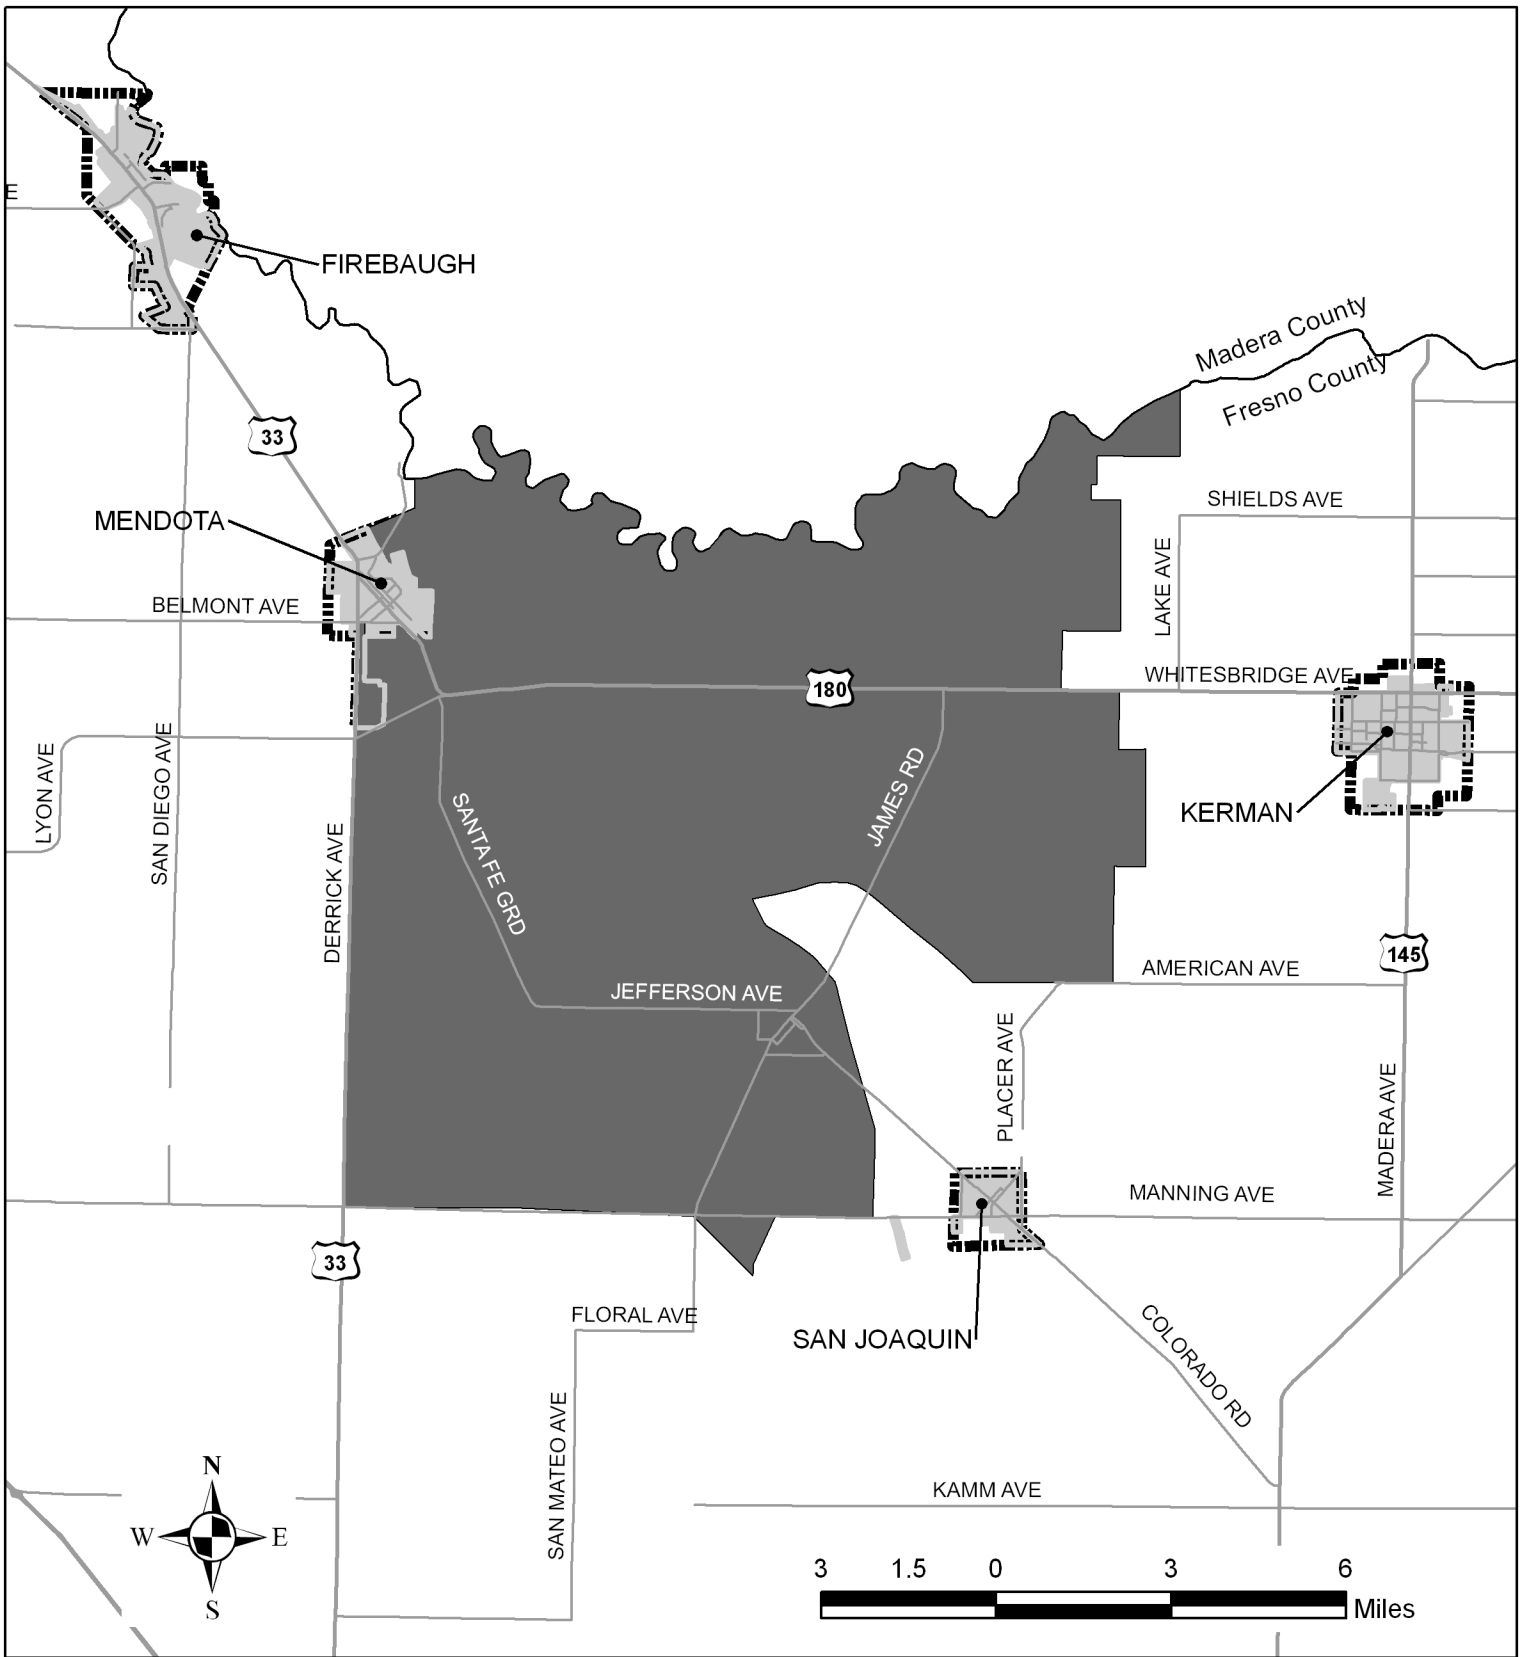 E
FIREBAUGH
Madera County
Fresno County
33
MENDOTA
SHIELDS AVE
LAKE AVE
BELMONT AVE
WHITESBRIDGE AVE
180
LYON AVE
SAN DIEGO AVE
DERRICK AVE
SANTA FE GRD
JAMES RD
KERMAN
145
AMERICAN AVE
JEFFERSON AVE
PLACER AVE
MADERA AVE
MANNING AVE
33
FLORAL AVE
SAN JOAQUIN
COLORADO RD
SAN MATEO AVE
KAMM AVE
N
W E
S
3 1.5 0 3 6
Miles